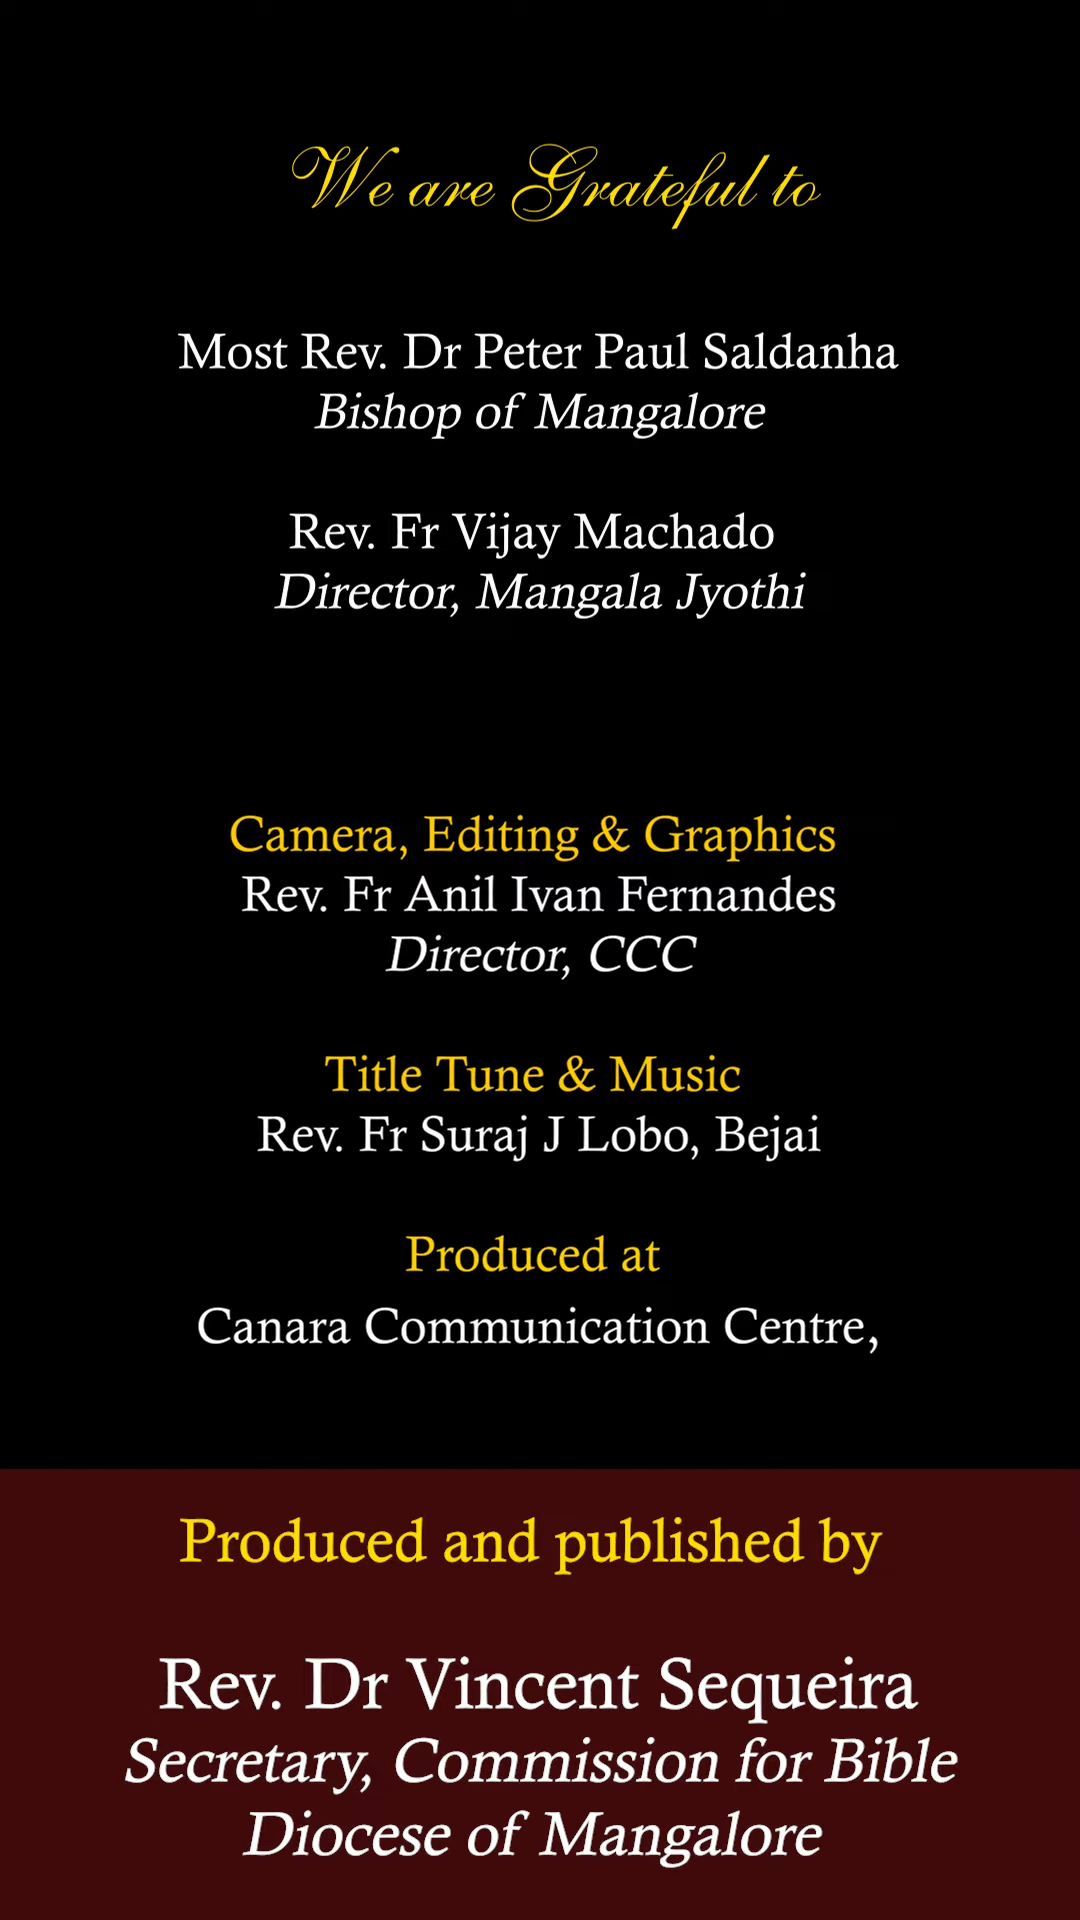 We are Grateful to
Most Rev. Dr Peter Paul Saldanha
Bishop of Mangalore
Rev. Fr Vijay Machado
Director, Mangala Jyothi
Camera, Editing & Graphics
Rev. Fr Anil Ivan Fernandes
Director, CCC
Title Tune & Music
Rev. Fr Suraj J Lobo, Bejai
Produced at
Canara Communication Centre,
Produced and published by
Rev. Dr Vincent Sequeira
Secretary, Commission for Bible
Diocese of Mangalore